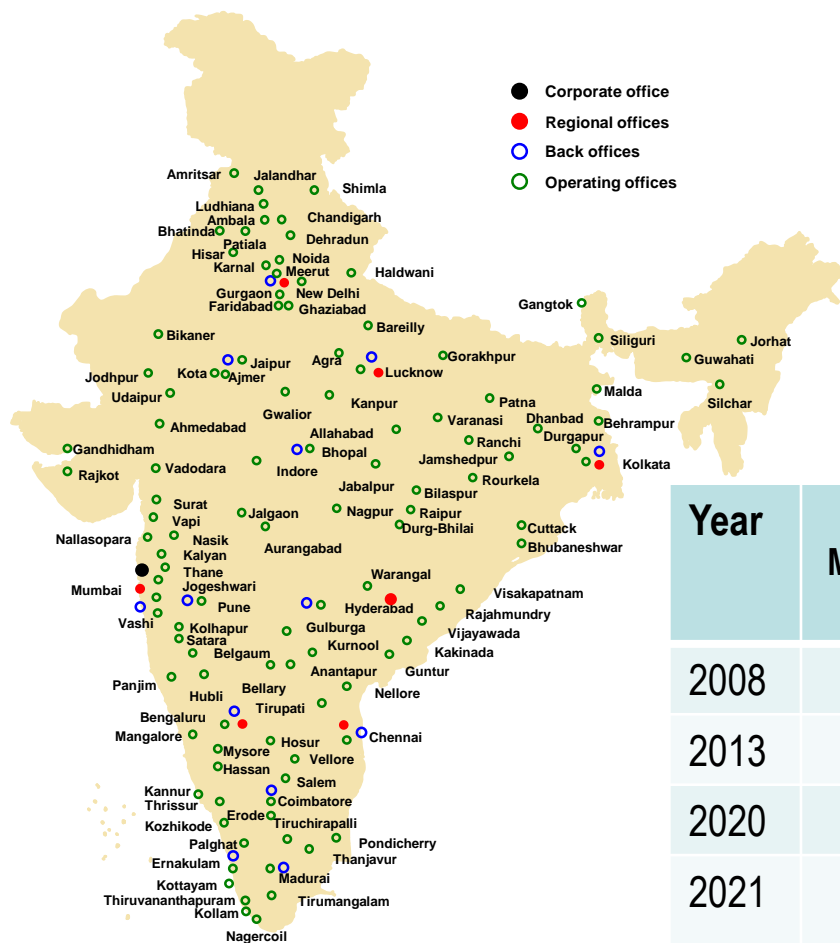 Corporate office
Regional offices
Back offices
Operating offices
Amritsar
Jalandhar
Shimla
Ludhiana
Ambala
Chandigarh
Bhatinda
Patiala
Dehradun
Hisar
Noida
Karnal
Meerut
Haldwani
Gurgaon
New Delhi
Faridabad
Ghaziabad
Gangtok
Bikaner
Bareilly
Siliguri
Jorhat
Jaipur
Agra
Gorakhpur
Guwahati
Jodhpur
Kota
Ajmer
Lucknow
Udaipur
Gwalior
Kanpur
Patna
Malda
Silchar
Ahmedabad
Allahabad
Varanasi
Dhanbad
Behrampur
Gandhidham
Bhopal
Ranchi
Durgapur
Rajkot
Vadodara
Indore
Jamshedpur
Kolkata
Jabalpur
Rourkela
Bilaspur
Surat
Jalgaon
Nagpur
Raipur
Vapi
Durg-Bhilai
Cuttack
Nallasopara
Nasik
Aurangabad
Bhubaneshwar
Kalyan
Thane
Warangal
Mumbai
Jogeshwari
Visakapatnam
Pune
Hyderabad
Rajahmundry
Vashi
Kolhapur
Gulburga
Vijayawada
Satara
Kurnool
Kakinada
Belgaum
Anantapur
Guntur
Panjim
Hubli
Bellary
Nellore
Tirupati
Bengaluru
Mangalore
Hosur
Chennai
Mysore
Vellore
Hassan
Salem
Kannur
Coimbatore
Thrissur
Erode
Kozhikode
Tiruchirapalli
Palghat
Pondicherry
Ernakulam
Thanjavur
Kottayam
Madurai
Thiruvananthapuram
Tirumangalam
Kollam
Nagercoil
Year
M
2008
2013
2020
2021